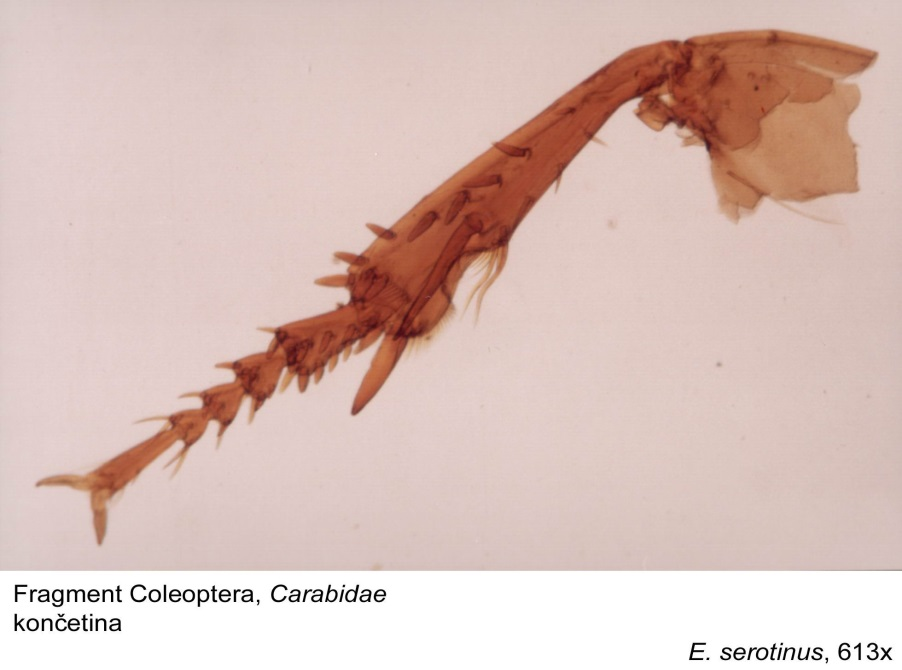 Fragment Coleoptera, Carabidae
končetina
E. serotinus, 613x